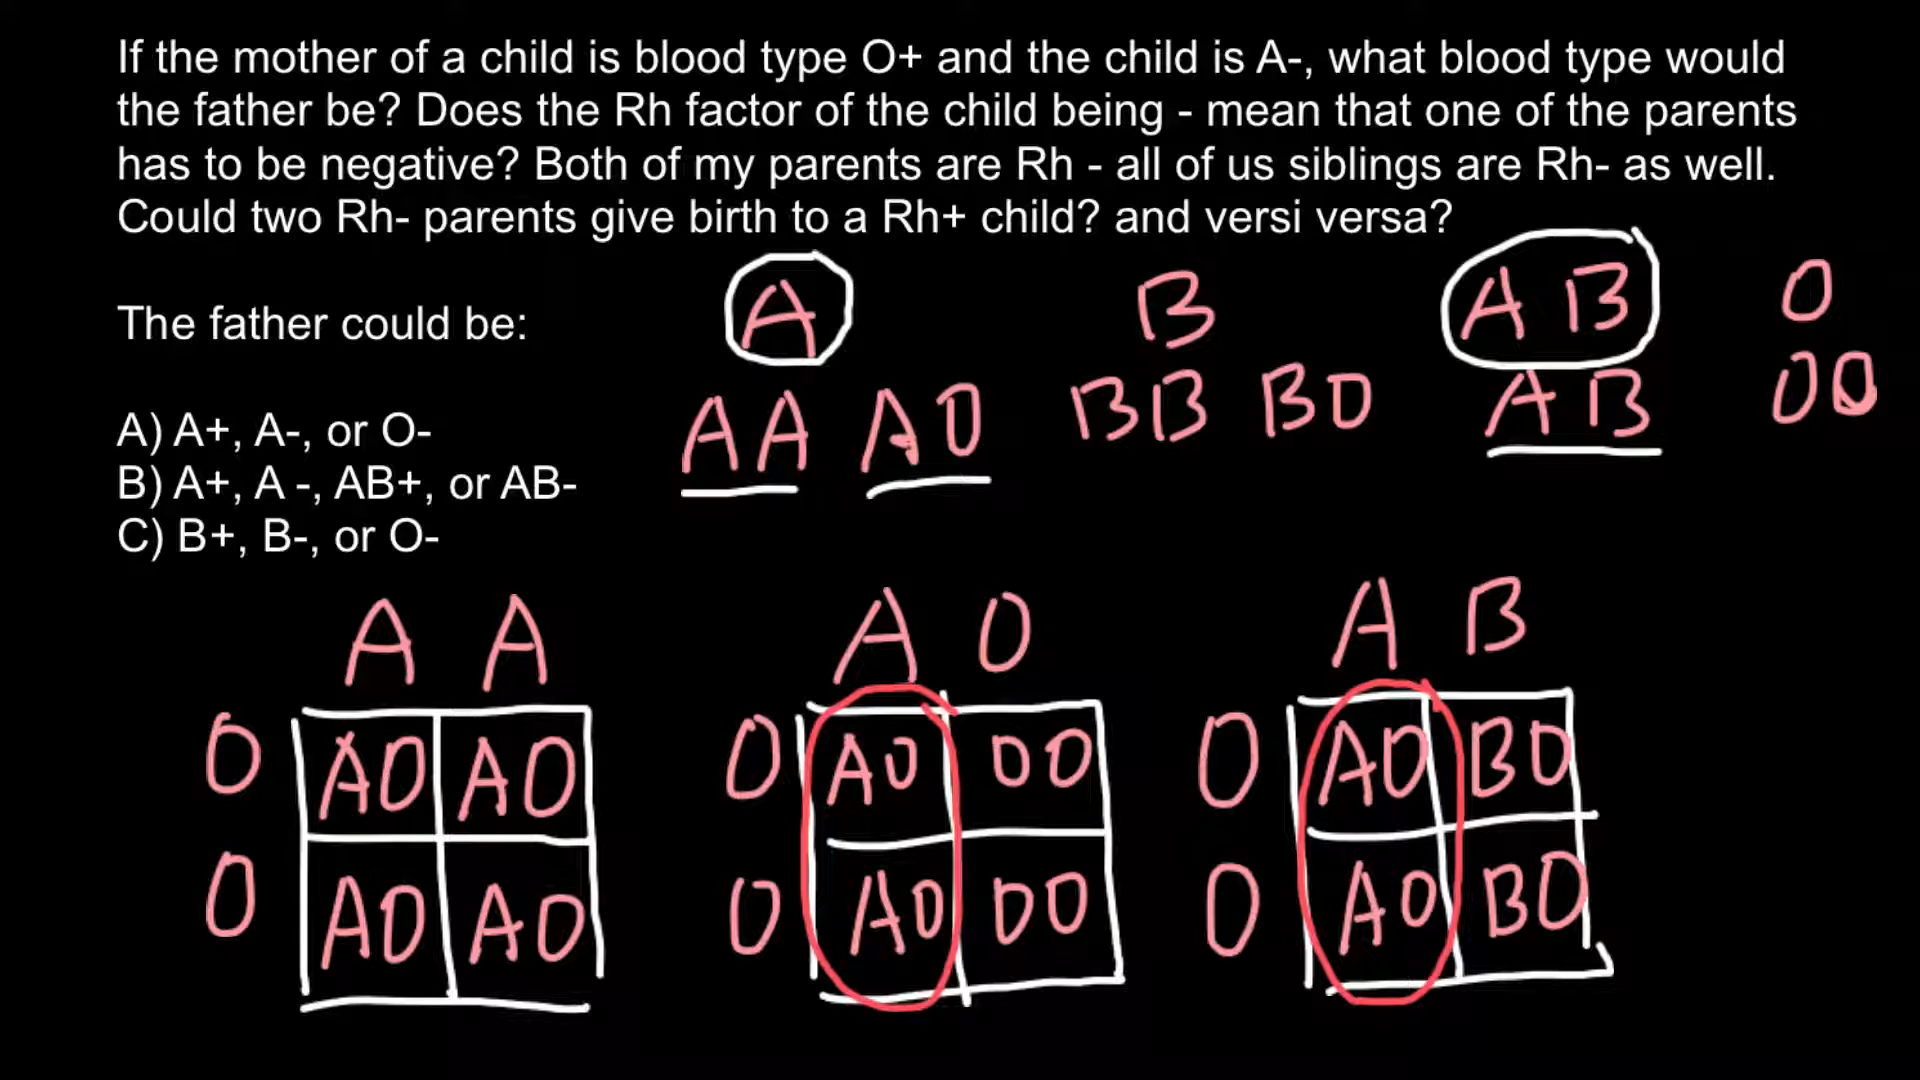 If the mother of a child is blood type O+ and the child is A-, what blood type would
the father be? Does the Rh factor of the child being - mean that one of the parents
has to be negative? Both of my parents are Rh - all of us siblings are Rh- as well.
Could two Rh- parents give birth to a Rh+ child? and versi versa?
The father could be:
A B AB O
AA AO BB BO AB OO
A) A+, A-, or O-
B) A+, A -, AB+, or AB-
C) B+, B-, or O-
A A A O A B
O AO AO O AO OO O AO BO
O AO AO O AO OO O AO BO